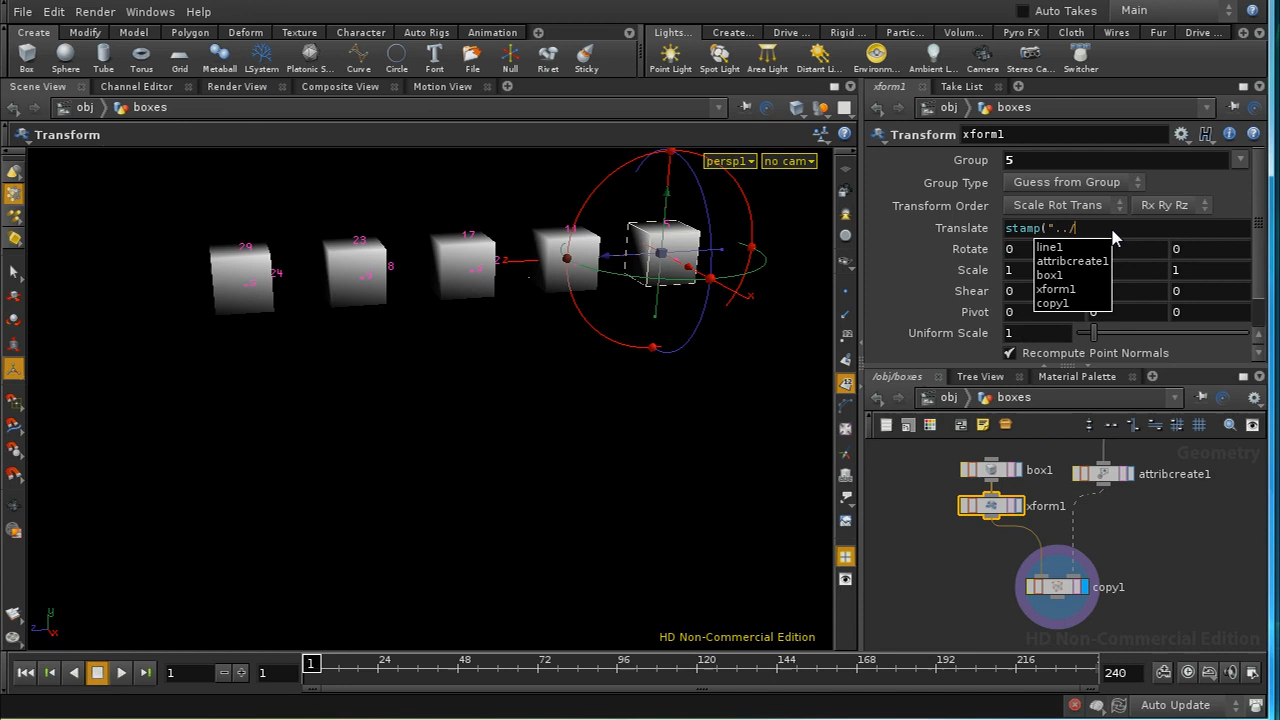 File Edit Render Windows Help Auto Takes Main
Create Modify Model Polygon Deform Texture Character Auto Rigs Animation Lights... Create... Drive ... Rigid ... Partic... Volum... Pyro FX Cloth Wires Fur Drive ...
Box Sphere Tube Torus Grid Metaball LSystem Platonic S... Curve Circle Font File Null Rivet Sticky Point Light Spot Light Area Light Distant Li... Environm... Ambient L... Camera Stereo Ca... Switcher
Scene View Channel Editor Render View Composite View Motion View
obj boxes
Transform
persp1 no cam
29 23 17 11 5
24 8 2
HD Non-Commercial Edition
xform1 Take List
obj boxes
Transform xform1
Group 5
Group Type Guess from Group
Transform Order Scale Rot Trans Rx Ry Rz
Translate stamp("../
Rotate 0 0
Scale 1 1
Shear 0
Pivot 0 0 0
line1
attribcreate1
box1
xform1
copy1
Uniform Scale 1
Recompute Point Normals
/obj/boxes Tree View Material Palette
obj boxes
Geometry
box1 attribcreate1
xform1
copy1
HD Non-Commercial Edition
1 1 1 24 48 72 96 120 144 168 192 216 240
Auto Update